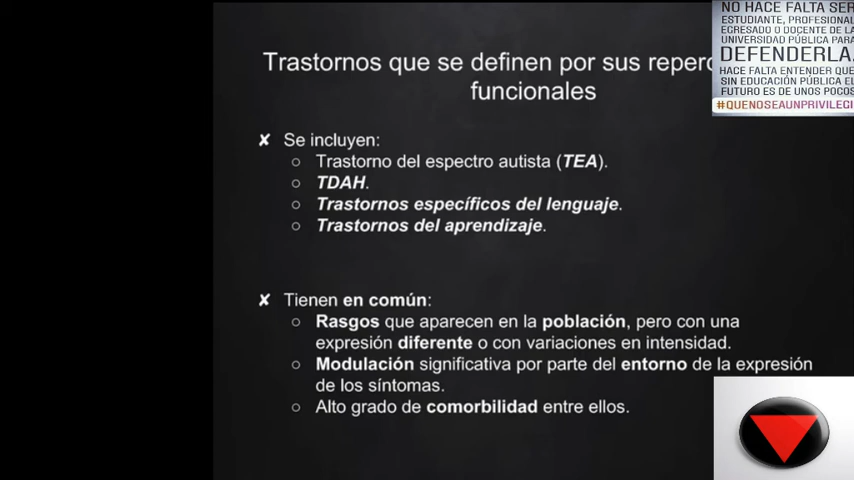 Trastornos que se definen por sus
funcionales
✘ Se incluyen:
○ Trastorno del espectro autista (TEA).
○ TDAH.
○ Trastornos específicos del lenguaje.
○ Trastornos del aprendizaje.
✘ Tienen en común:
○ Rasgos que aparecen en la población, pero con una
expresión diferente o con variaciones en intensidad.
○ Modulación significativa por parte del entorno de la expresión
de los síntomas.
○ Alto grado de comorbilidad entre ellos.
NO HACE FALTA SER
ESTUDIANTE, PROFESIONAL
EGRESADO O DOCENTE DE LA
UNIVERSIDAD PÚBLICA PARA
DEFENDERLA.
HACE FALTA ENTENDER QUE
SIN EDUCACIÓN PÚBLICA EL
FUTURO ES DE UNOS POCOS
#QUENOSEAUNPRIVILEGI